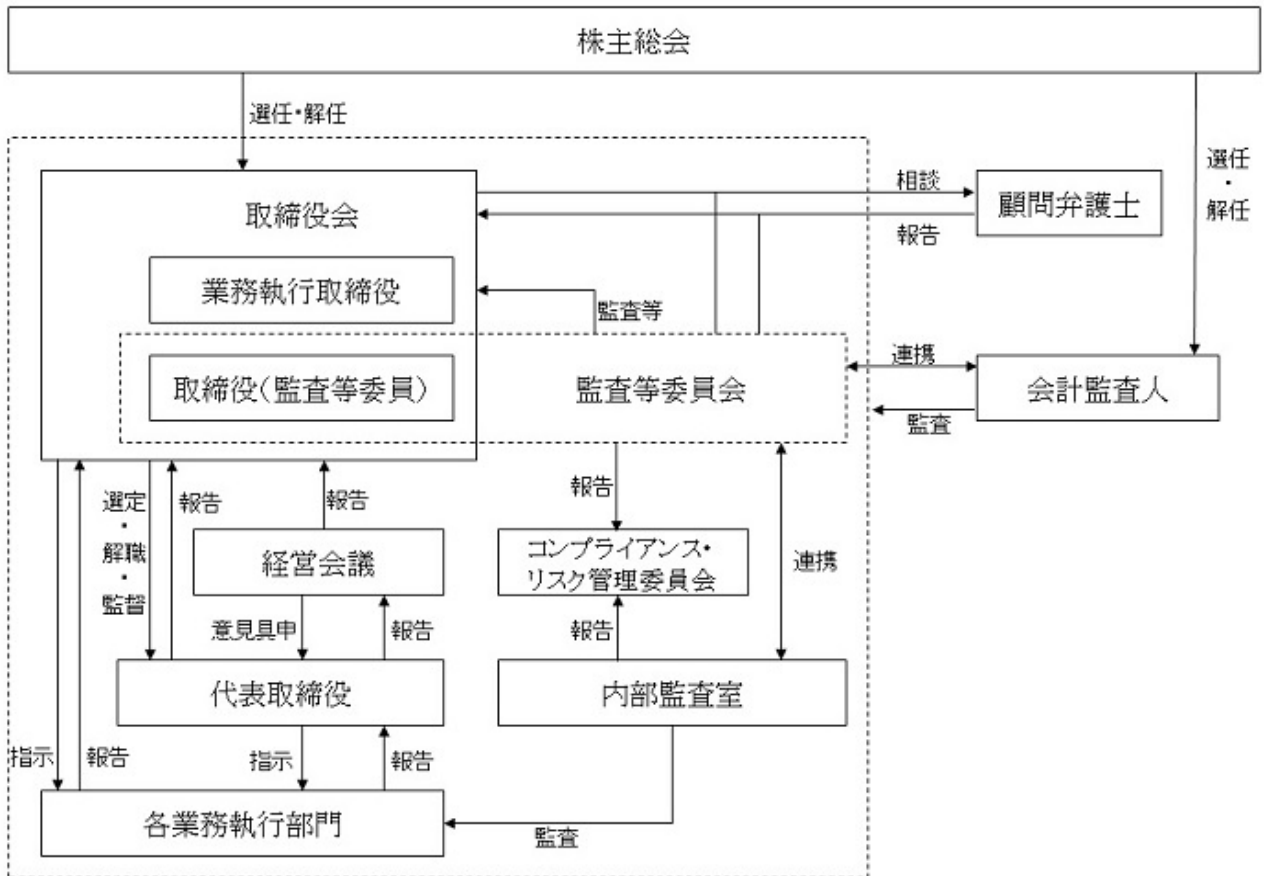 株主総会
選任・解任
選任
・
解任
取締役会
相談
顧問弁護士
報告
業務執行取締役
監査等
取締役(監査等委員)
監査等委員会
連携
会計監査人
監査
選定
・
解職
・
監督
報告
報告
報告
経営会議
コンプライアンス・
リスク管理委員会
連携
意見具申
報告
報告
代表取締役
内部監査室
指示
報告
指示
報告
各業務執行部門
監査